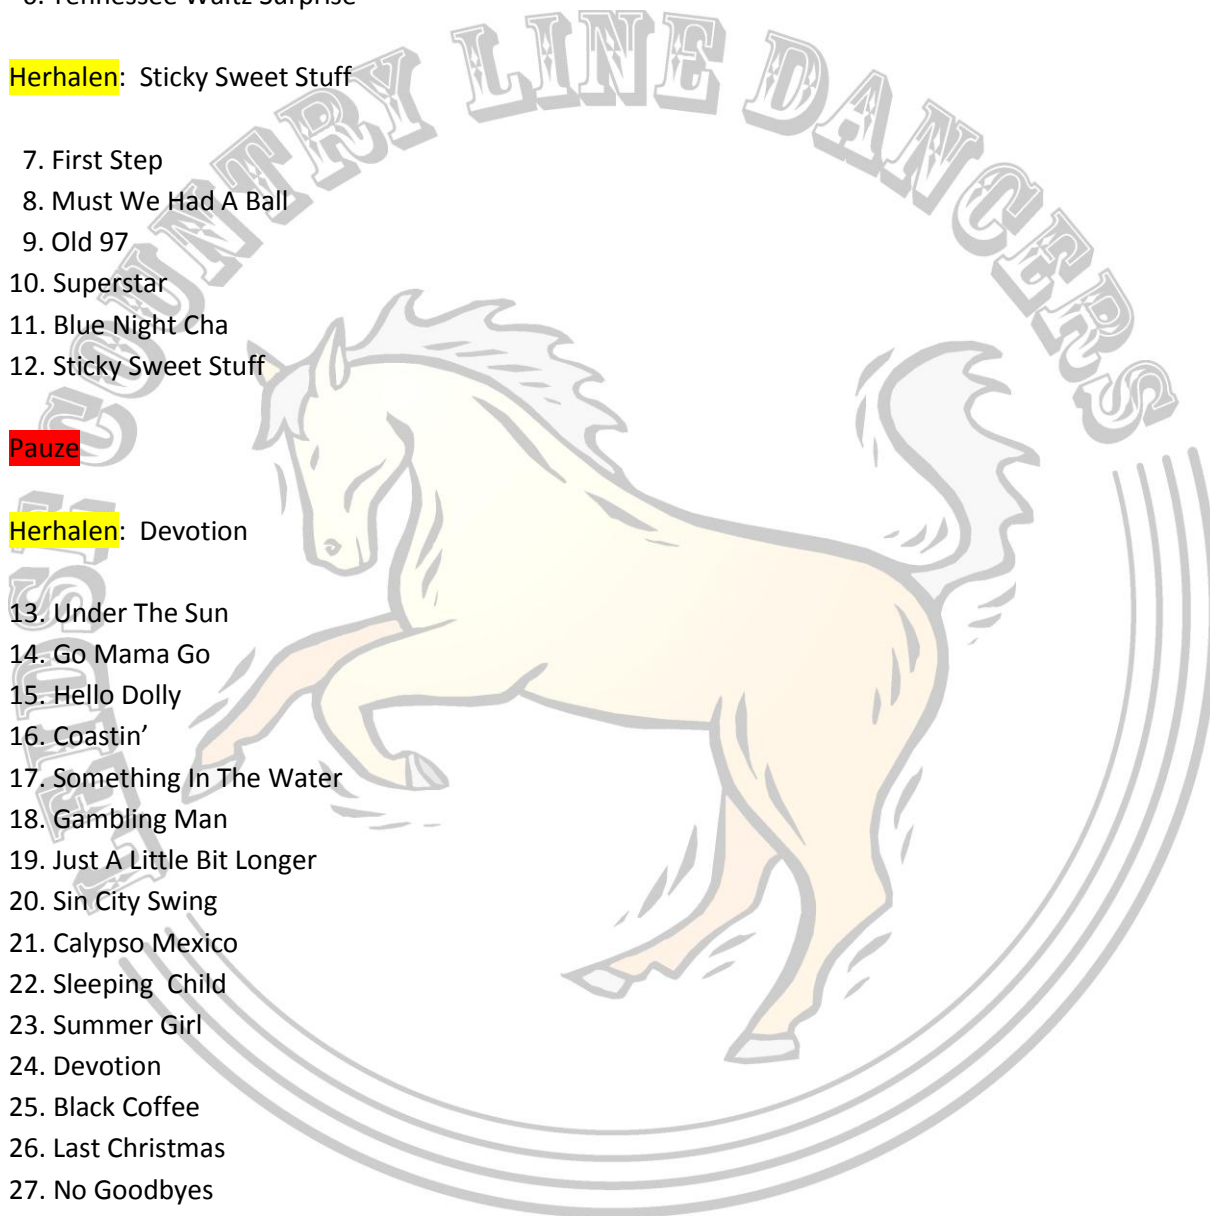 6. Tennessee Waltz Surprise
Herhalen: Sticky Sweet Stuff
7. First Step
8. Must We Had A Ball
9. Old 97
10. Superstar
11. Blue Night Cha
12. Sticky Sweet Stuff
Pauze
Herhalen: Devotion
13. Under The Sun
14. Go Mama Go
15. Hello Dolly
16. Coastin’
17. Something In The Water
18. Gambling Man
19. Just A Little Bit Longer
20. Sin City Swing
21. Calypso Mexico
22. Sleeping  Child
23. Summer Girl
24. Devotion
25. Black Coffee
26. Last Christmas
27. No Goodbyes
COUNTRY LINE DANCERS